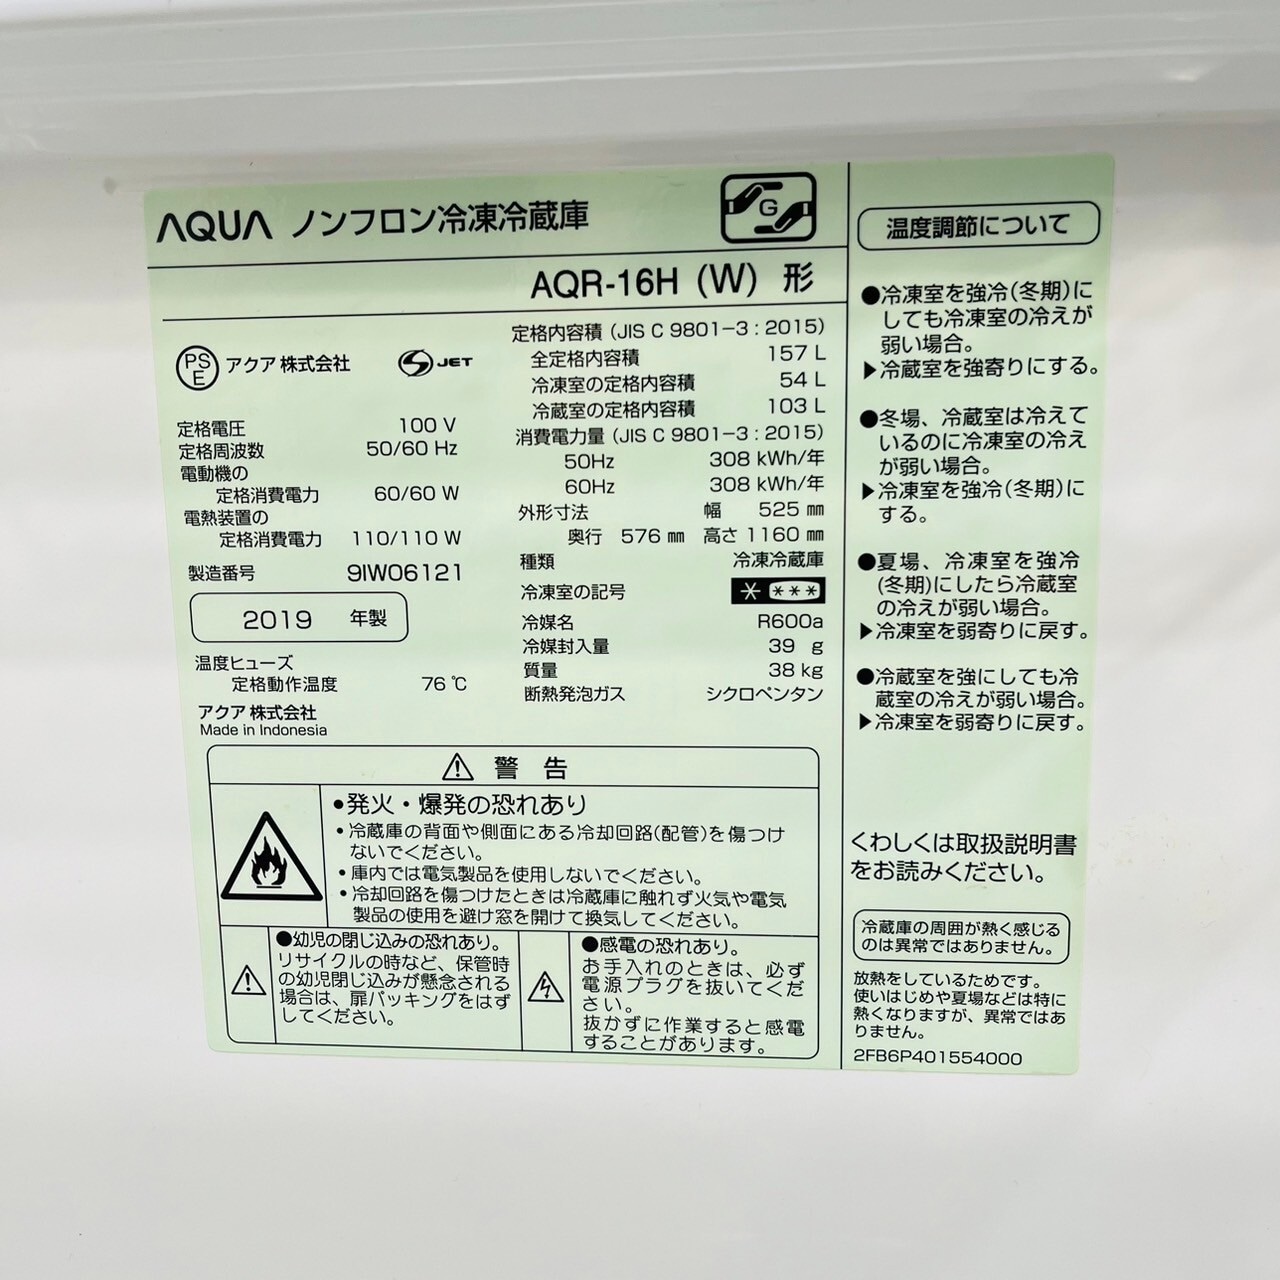 AQUA ノンフロン冷凍冷蔵庫
G
AQR-16H (W) 形
PS
E
アクア 株式会社
S JET
定格電圧 100 V
定格周波数 50/60 Hz
電動機の
定格消費電力 60/60 W
電熱装置の
定格消費電力 110/110 W
製造番号 9IW06121
2019 年製
温度ヒューズ
定格動作温度 76 ℃
アクア 株式会社
Made in Indonesia
定格内容積 (JIS C 9801-3 : 2015)
全定格内容積 157 L
冷凍室の定格内容積 54 L
冷蔵室の定格内容積 103 L
消費電力量 (JIS C 9801-3 : 2015)
50Hz 308 kWh/年
60Hz 308 kWh/年
外形寸法 幅 525 mm
奥行 576 mm 高さ 1160 mm
種類 冷凍冷蔵庫
冷凍室の記号 * ***
冷媒名 R600a
冷媒封入量 39 g
質量 38 kg
断熱発泡ガス シクロペンタン
⚠ 警 告
•発火・爆発の恐れあり
・冷蔵庫の背面や側面にある冷却回路(配管)を傷つけ
ないでください。
・庫内では電気製品を使用しないでください。
・冷却回路を傷つけたときは冷蔵庫に触れず火気や電気
製品の使用を避け窓を開けて換気してください。
●幼児の閉じ込みの恐れあり。
リサイクルの時など、保管時
の幼児閉じ込みが懸念される
場合は、扉パッキングをはず
してください。
●感電の恐れあり。
お手入れのときは、必ず
電源プラグを抜いてくだ
さい。
抜かずに作業すると感電
することがあります。
温度調節について
●冷凍室を強冷(冬期)に
しても冷凍室の冷えが
弱い場合。
▶冷蔵室を強寄りにする。
●冬場、冷蔵室は冷えて
いるのに冷凍室の冷え
が弱い場合。
▶冷凍室を強冷(冬期)に
する。
●夏場、冷凍室を強冷
(冬期)にしたら冷蔵室
の冷えが弱い場合。
▶冷凍室を弱寄りに戻す。
●冷蔵室を強にしても冷
蔵室の冷えが弱い場合。
▶冷凍室を弱寄りに戻す。
くわしくは取扱説明書
をお読みください。
冷蔵庫の周囲が熱く感じる
のは異常ではありません。
放熱をしているためです。
使いはじめや夏場などは特に
熱くなりますが、異常ではあ
りません。
2FB6P401554000